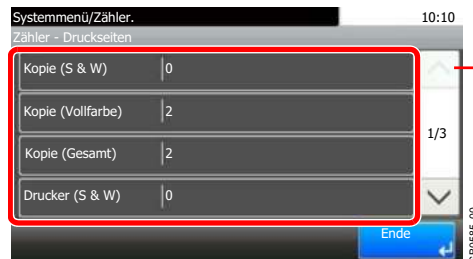 Systemmenü/Zähler. 10:10
Zähler - Druckseiten
Kopie (S & W) 0
Kopie (Vollfarbe) 2
1/3
Kopie (Gesamt) 2
Drucker (S & W) 0
Ende